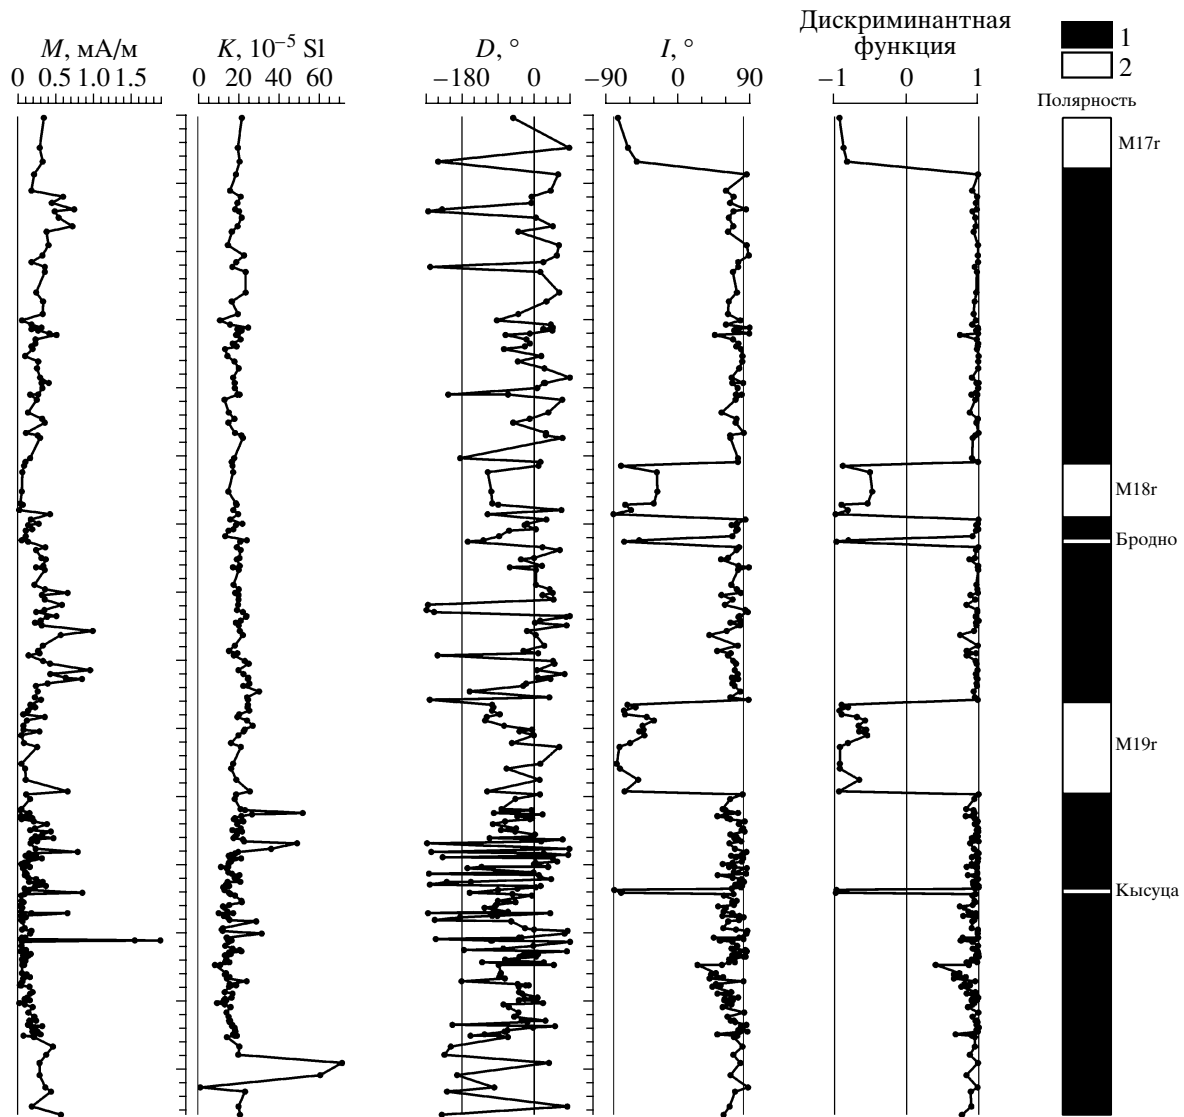 M, мА/м
0 0.5 1.0 1.5
K, 10⁻⁵ Sl
0 20 40 60
D, °
−180 0
I, °
−90 0 90
Дискриминантная
функция
−1 0 1
1
2
Полярность
M17r
M18r
Бродно
M19r
Кысуца